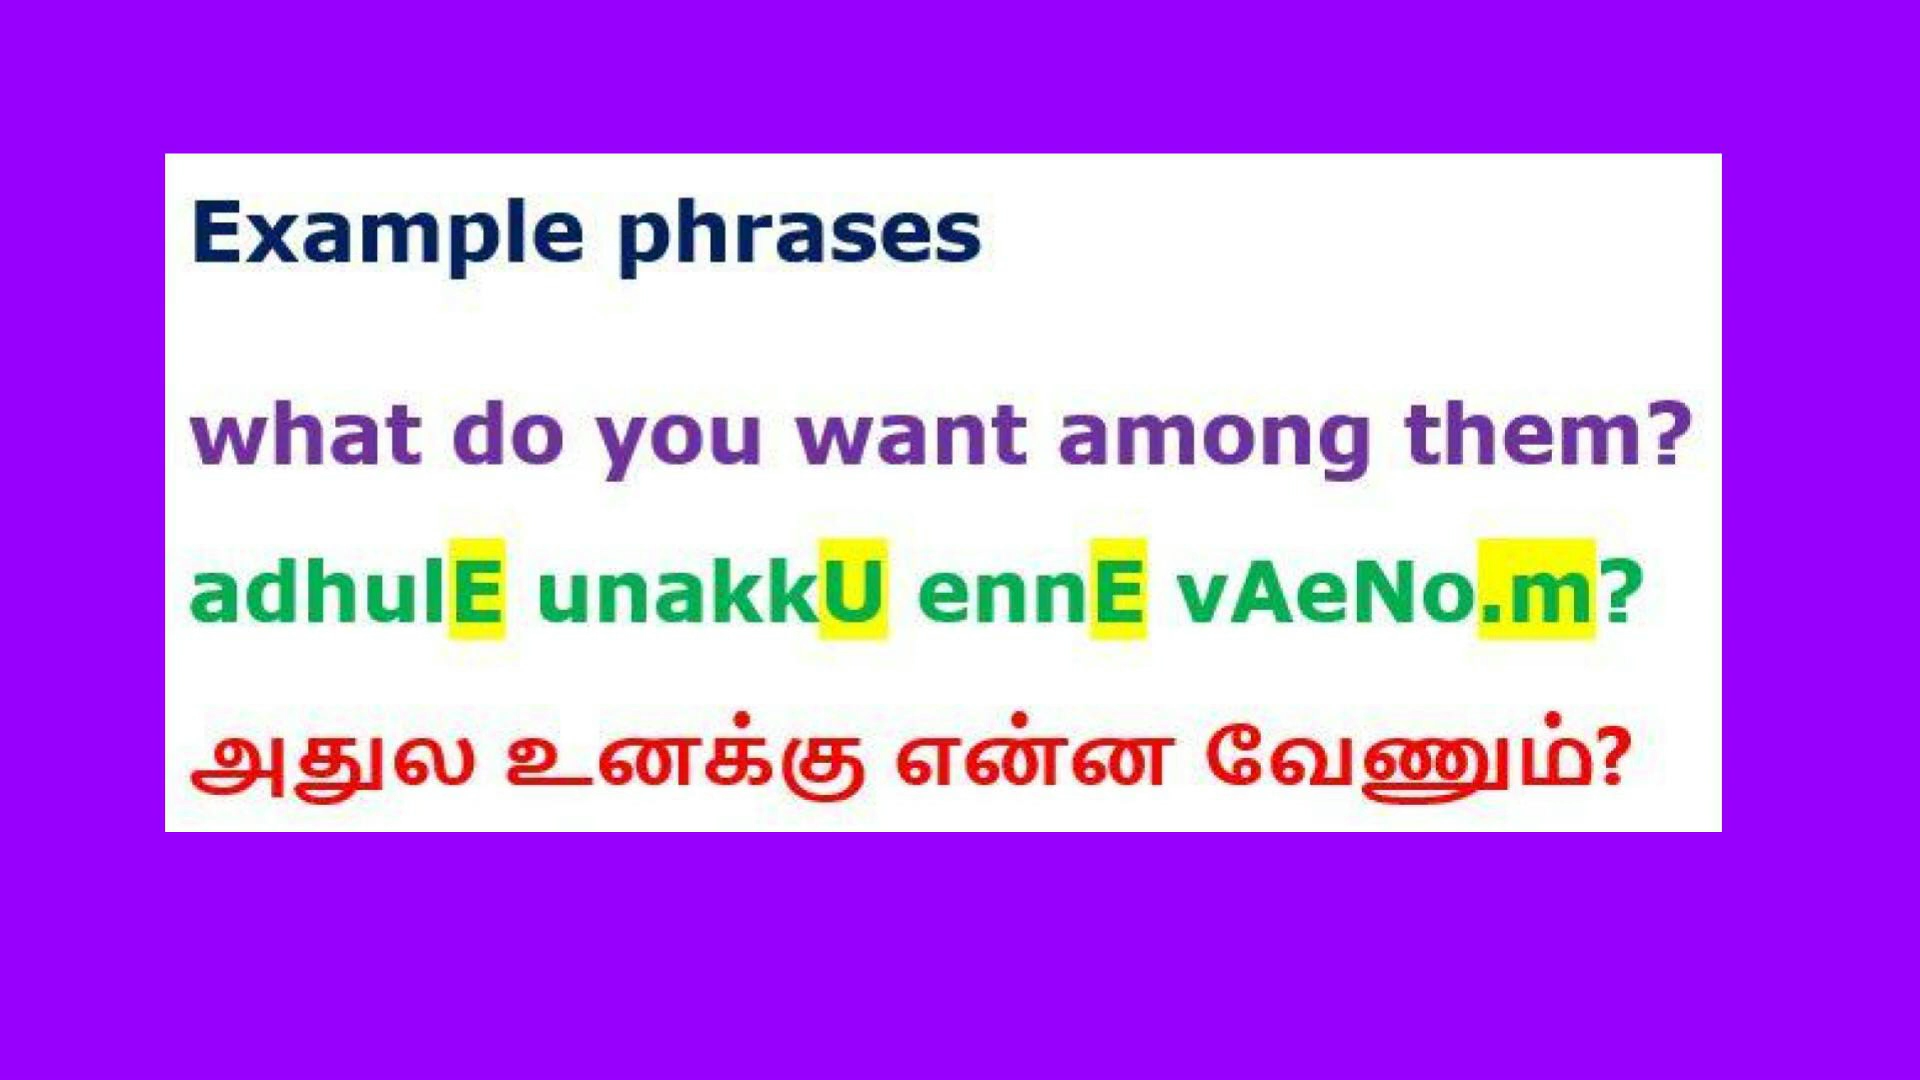 Example phrases
what do you want among them?
adhulE unakkU ennE vAeNo.m?
அதுல உனக்கு என்ன வேணும்?